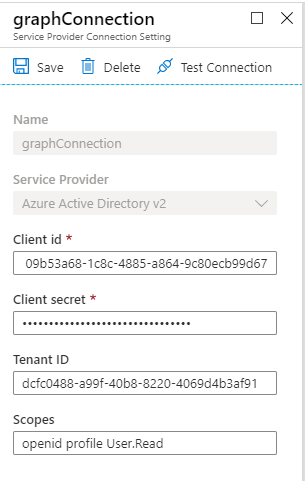 graphConnection
Service Provider Connection Setting
Save Delete Test Connection
Name
graphConnection
Service Provider
Azure Active Directory v2
Client id *
09b53a68-1c8c-4885-a864-9c80ecb99d67
Client secret *
••••••••••••••••••••••••••••••••
Tenant ID
dcfc0488-a99f-40b8-8220-4069d4b3af91
Scopes
openid profile User.Read